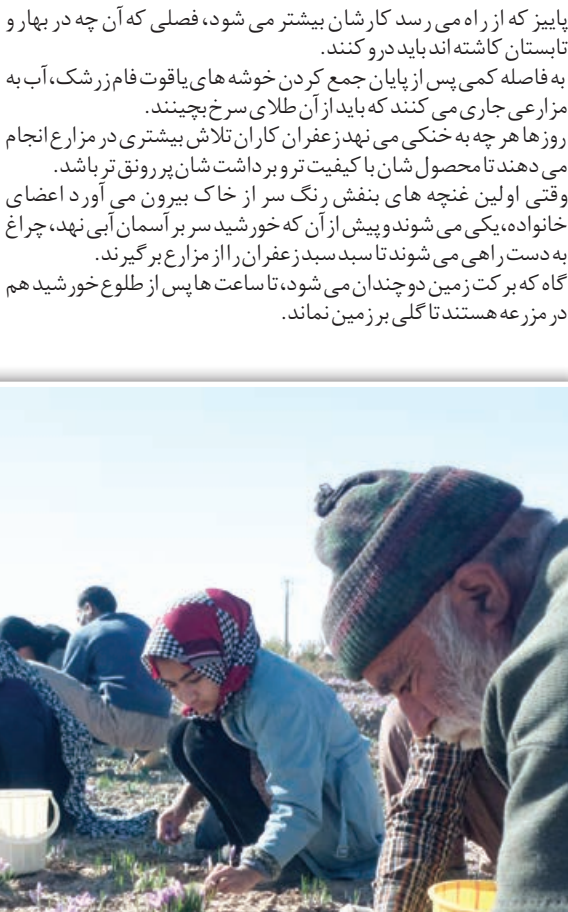 پاییز که از راه می رسد کارشان بیشتر می شود، فصلی که آن چه در بهار و
تابستان کاشته اند باید درو کنند.
به فاصله کمی پس از پایان جمع کردن خوشه های یاقوت فام زرشک، آب به
مزارعی جاری می کنند که باید از آن طلای سرخ بچینند.
روزها هر چه به خنکی می نهد زعفران کاران تلاش بیشتری در مزارع انجام
می دهند تا محصول شان با کیفیت تر و برداشت شان پر رونق تر باشد.
وقتی اولین غنچه های بنفش رنگ سر از خاک بیرون می آورد اعضای
خانواده، یکی می شوند و پیش از آن که خورشید سر بر آسمان آبی نهد، چراغ
به دست راهی می شوند تا سبد سبد زعفران را از مزارع بر گیرند.
گاه که برکت زمین دو چندان می شود، تا ساعت ها پس از طلوع خورشید هم
در مزرعه هستند تا گلی بر زمین نماند.